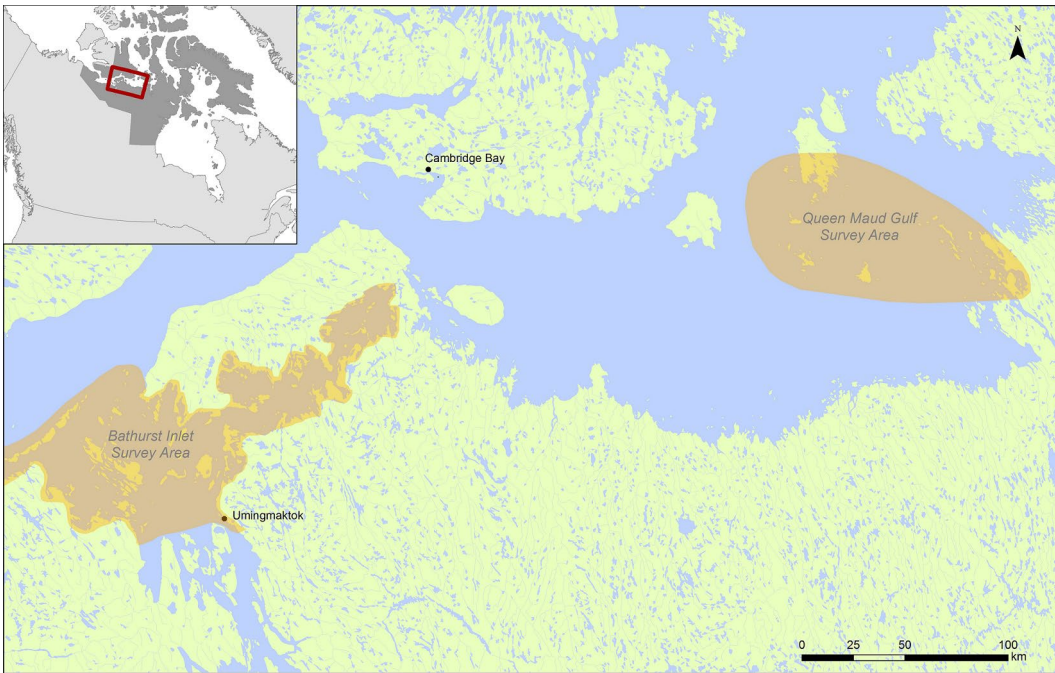 N
Cambridge Bay
Queen Maud Gulf
Survey Area
Bathurst Inlet
Survey Area
Umingmaktok
0 25 50 100
km